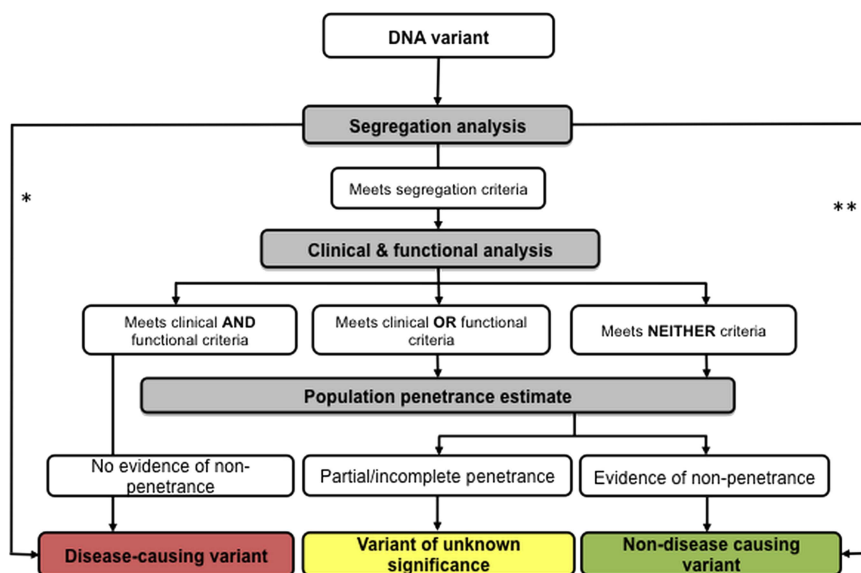 DNA variant
Segregation analysis
Meets segregation criteria
*
**
Clinical & functional analysis
Meets clinical AND
functional criteria
Meets clinical OR functional
criteria
Meets NEITHER criteria
Population penetrance estimate
No evidence of non-
penetrance
Partial/incomplete penetrance
Evidence of non-penetrance
Disease-causing variant
Variant of unknown
significance
Non-disease causing
variant